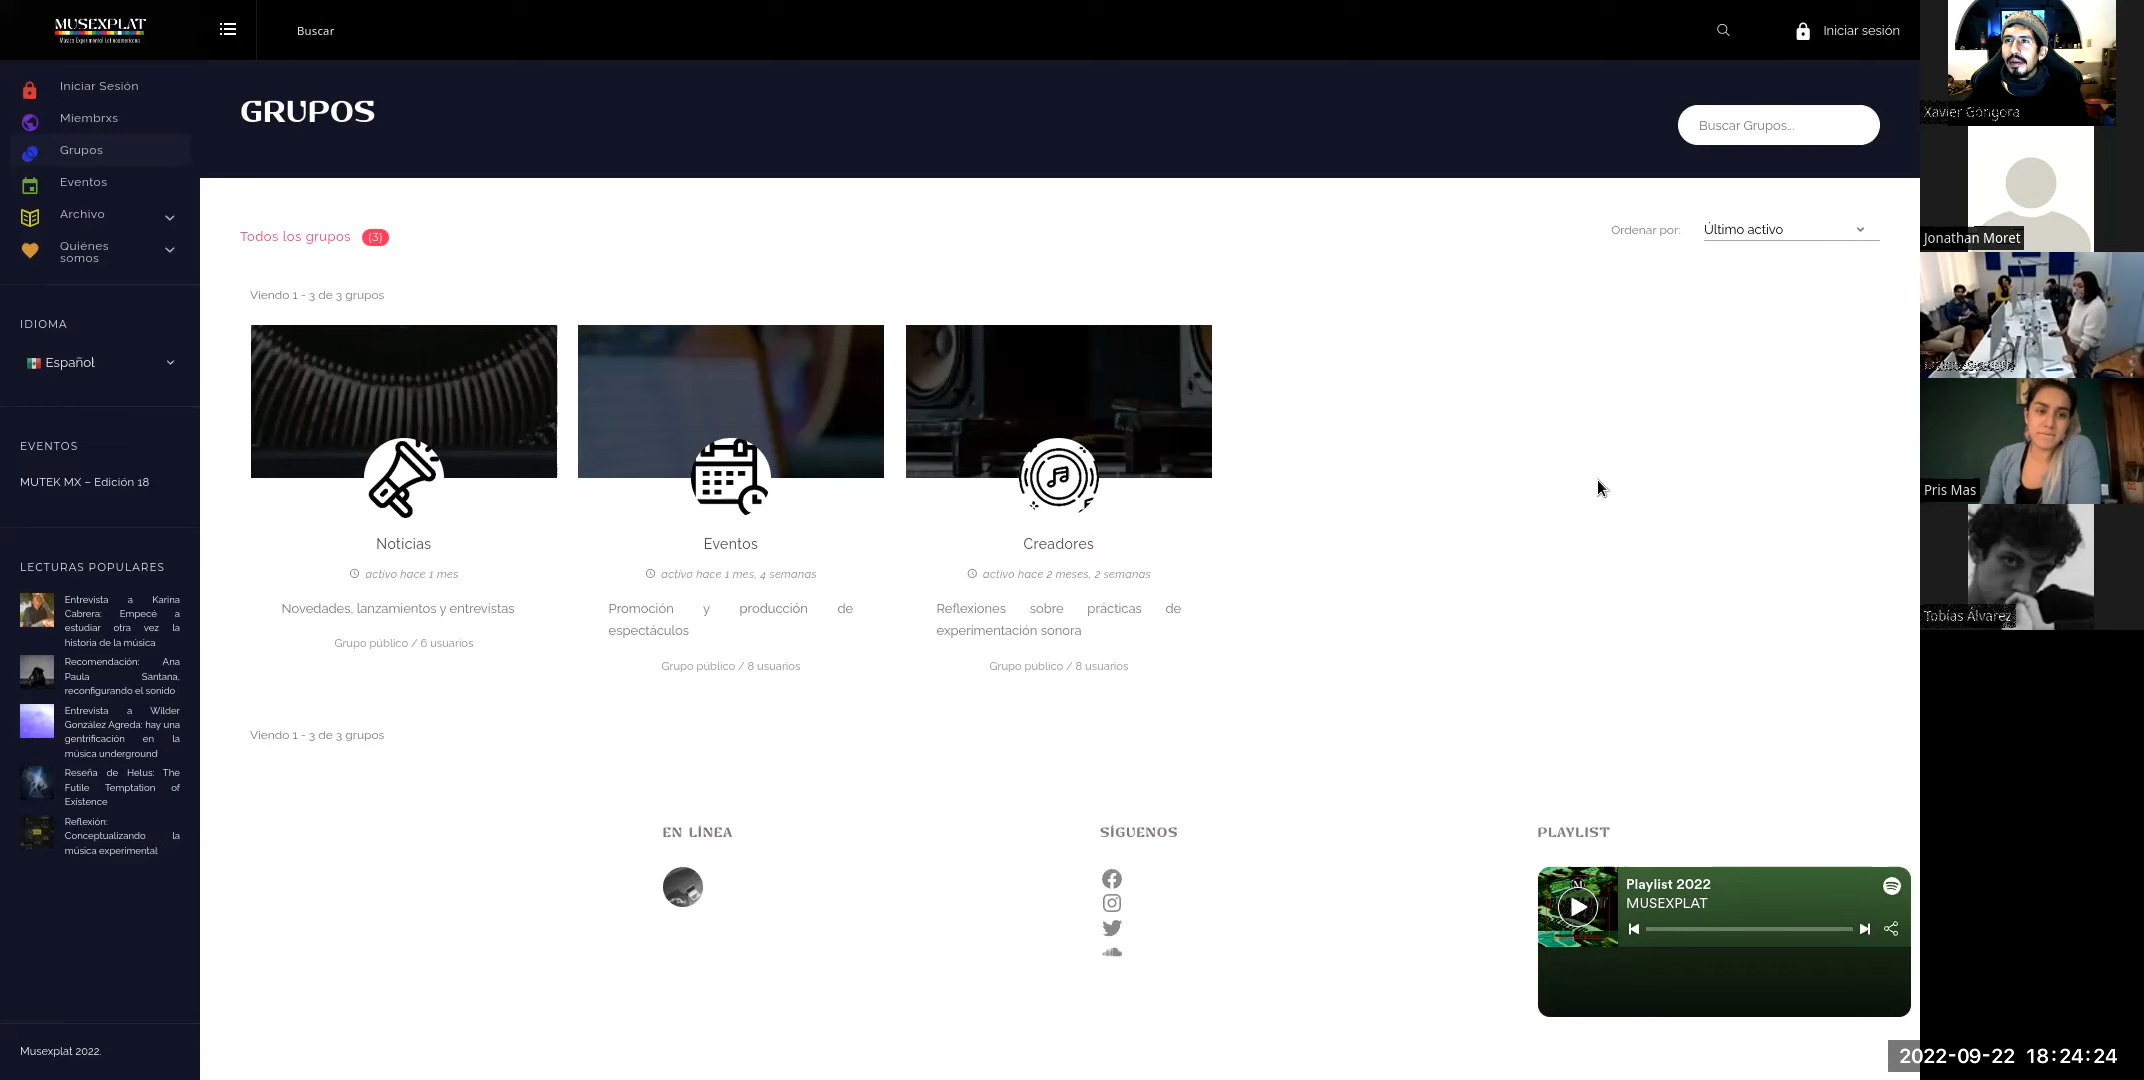 MUSEXPLAT
Música Experimental Latinoamericana
Buscar
Iniciar sesión
Iniciar Sesión
Miembrxs
Grupos
Eventos
Archivo
Quiénes
somos
IDIOMA
Español
EVENTOS
MUTEK MX – Edición 18
LECTURAS POPULARES
Entrevista a Karina
Cabrera: Empecé a
estudiar otra vez la
historia de la música
Recomendación: Ana
Paula Santana,
reconfigurando el sonido
Entrevista a Wilder
González Agreda: hay una
gentrificación en la
música underground
Reseña de Helus: The
Futile Temptation of
Existence
Reflexión:
Conceptualizando la
música experimental
Musexplat 2022.
GRUPOS
Buscar Grupos...
Todos los grupos (3)
Ordenar por: Último activo
Viendo 1 - 3 de 3 grupos
Noticias
activo hace 1 mes
Novedades, lanzamientos y entrevistas
Grupo público / 6 usuarios
Eventos
activo hace 1 mes, 4 semanas
Promoción y producción de
espectáculos
Grupo público / 8 usuarios
Creadores
activo hace 2 meses, 2 semanas
Reflexiones sobre prácticas de
experimentación sonora
Grupo público / 8 usuarios
Viendo 1 - 3 de 3 grupos
EN LÍNEA
SÍGUENOS
PLAYLIST
Playlist 2022
MUSEXPLAT
Xavier Góngora
Jonathan Moret
Pris Mas
Tobias Álvarez
2022-09-22 18:24:24